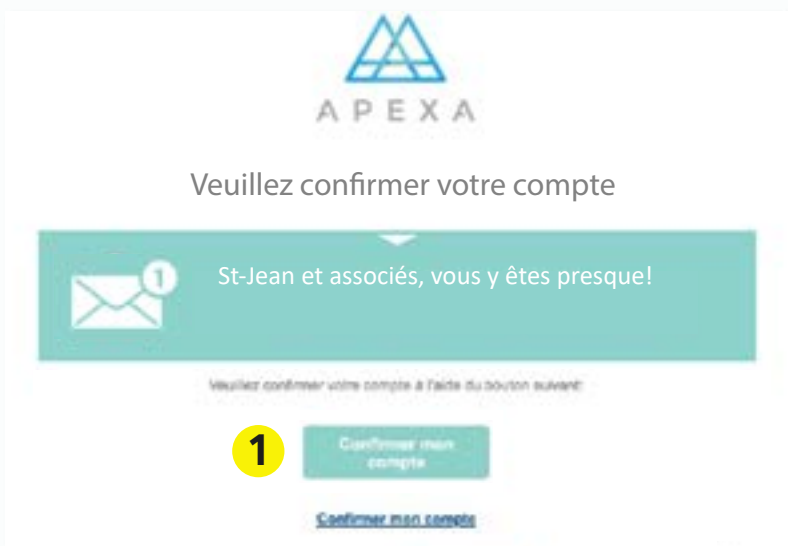 APEXA
Veuillez confirmer votre compte
1
St-Jean et associés, vous y êtes presque!
Veuillez confirmer votre compte à l'aide du bouton suivant:
1
Confirmer mon
compte
Confirmer mon compte